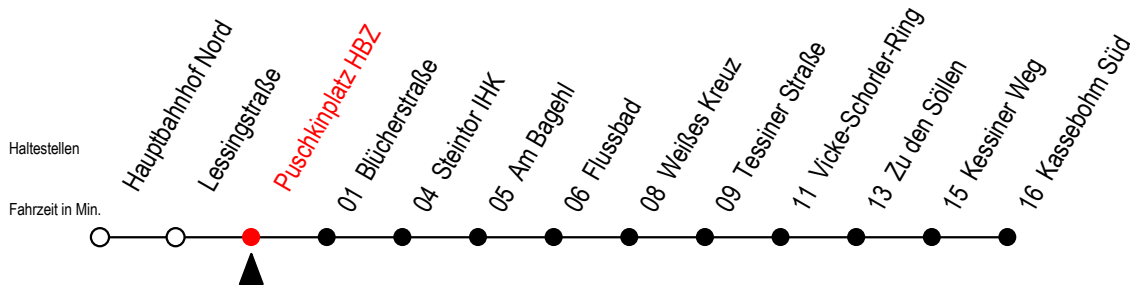 Haltestellen
Fahrzeit in Min.
Hauptbahnhof Nord
Lessingstraße
Puschkinplatz HBZ
01 Blücherstraße
04 Steintor IHK
05 Am Bagehl
06 Flussbad
08 Weißes Kreuz
09 Tessiner Straße
11 Vicke-Schorler-Ring
13 Zu den Söllen
15 Kessiner Weg
16 Kassebohm Süd